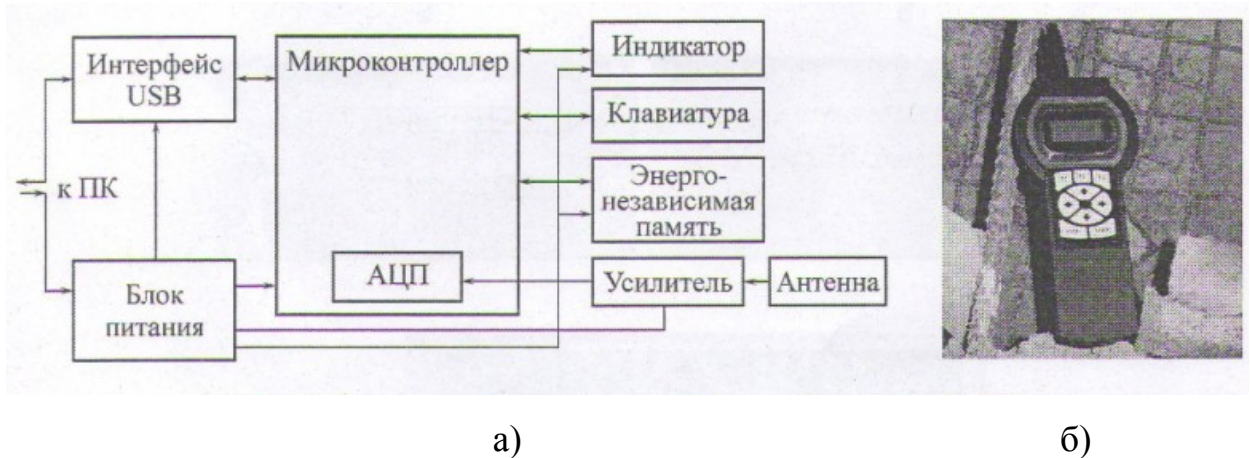 Интерфейс
USB
Микроконтроллер
Индикатор
Клавиатура
Энерго-
независимая
память
к ПК
АЦП
Усилитель
Антенна
Блок
питания
а)
б)